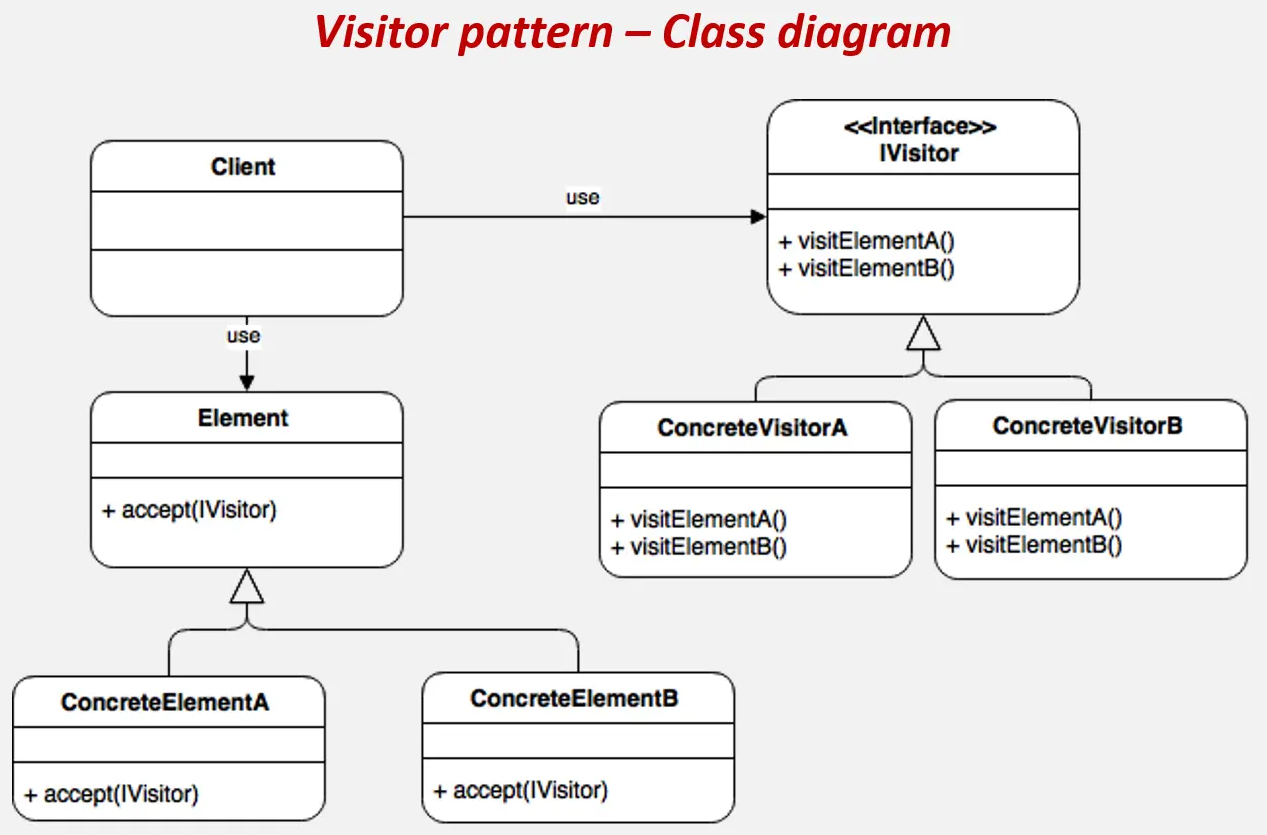 Visitor pattern – Class diagram
Client
use
<<Interface>>
IVisitor
+ visitElementA()
+ visitElementB()
use
Element
+ accept(IVisitor)
ConcreteVisitorA
+ visitElementA()
+ visitElementB()
ConcreteVisitorB
+ visitElementA()
+ visitElementB()
ConcreteElementA
+ accept(IVisitor)
ConcreteElementB
+ accept(IVisitor)